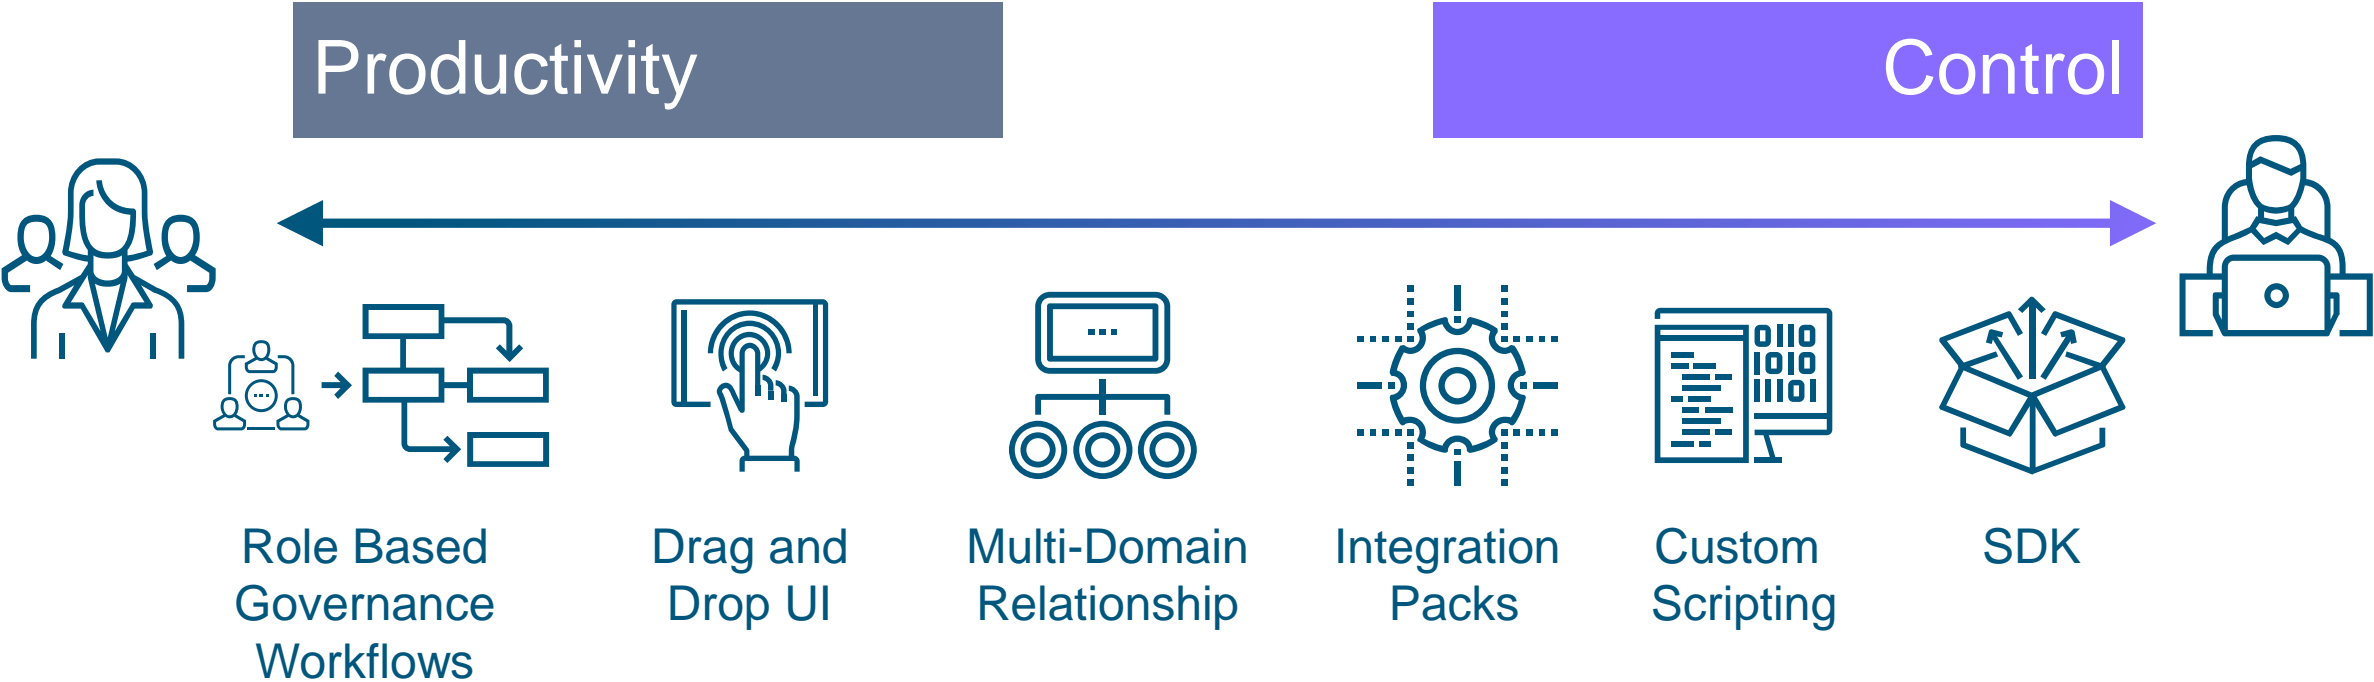 Productivity
Control
Role Based
Governance
Workflows
Drag and
Drop UI
Multi-Domain
Relationship
Integration
Packs
Custom
Scripting
SDK